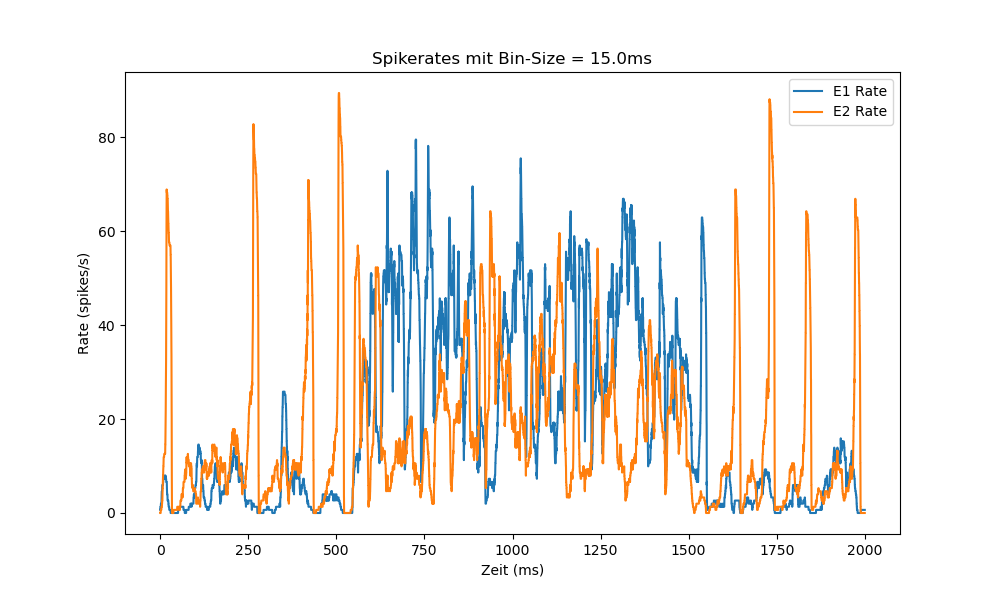 Spikerates mit Bin-Size = 15.0ms
E1 Rate
E2 Rate
80
60
40
20
0
Rate (spikes/s)
0 250 500 750 1000 1250 1500 1750 2000
Zeit (ms)